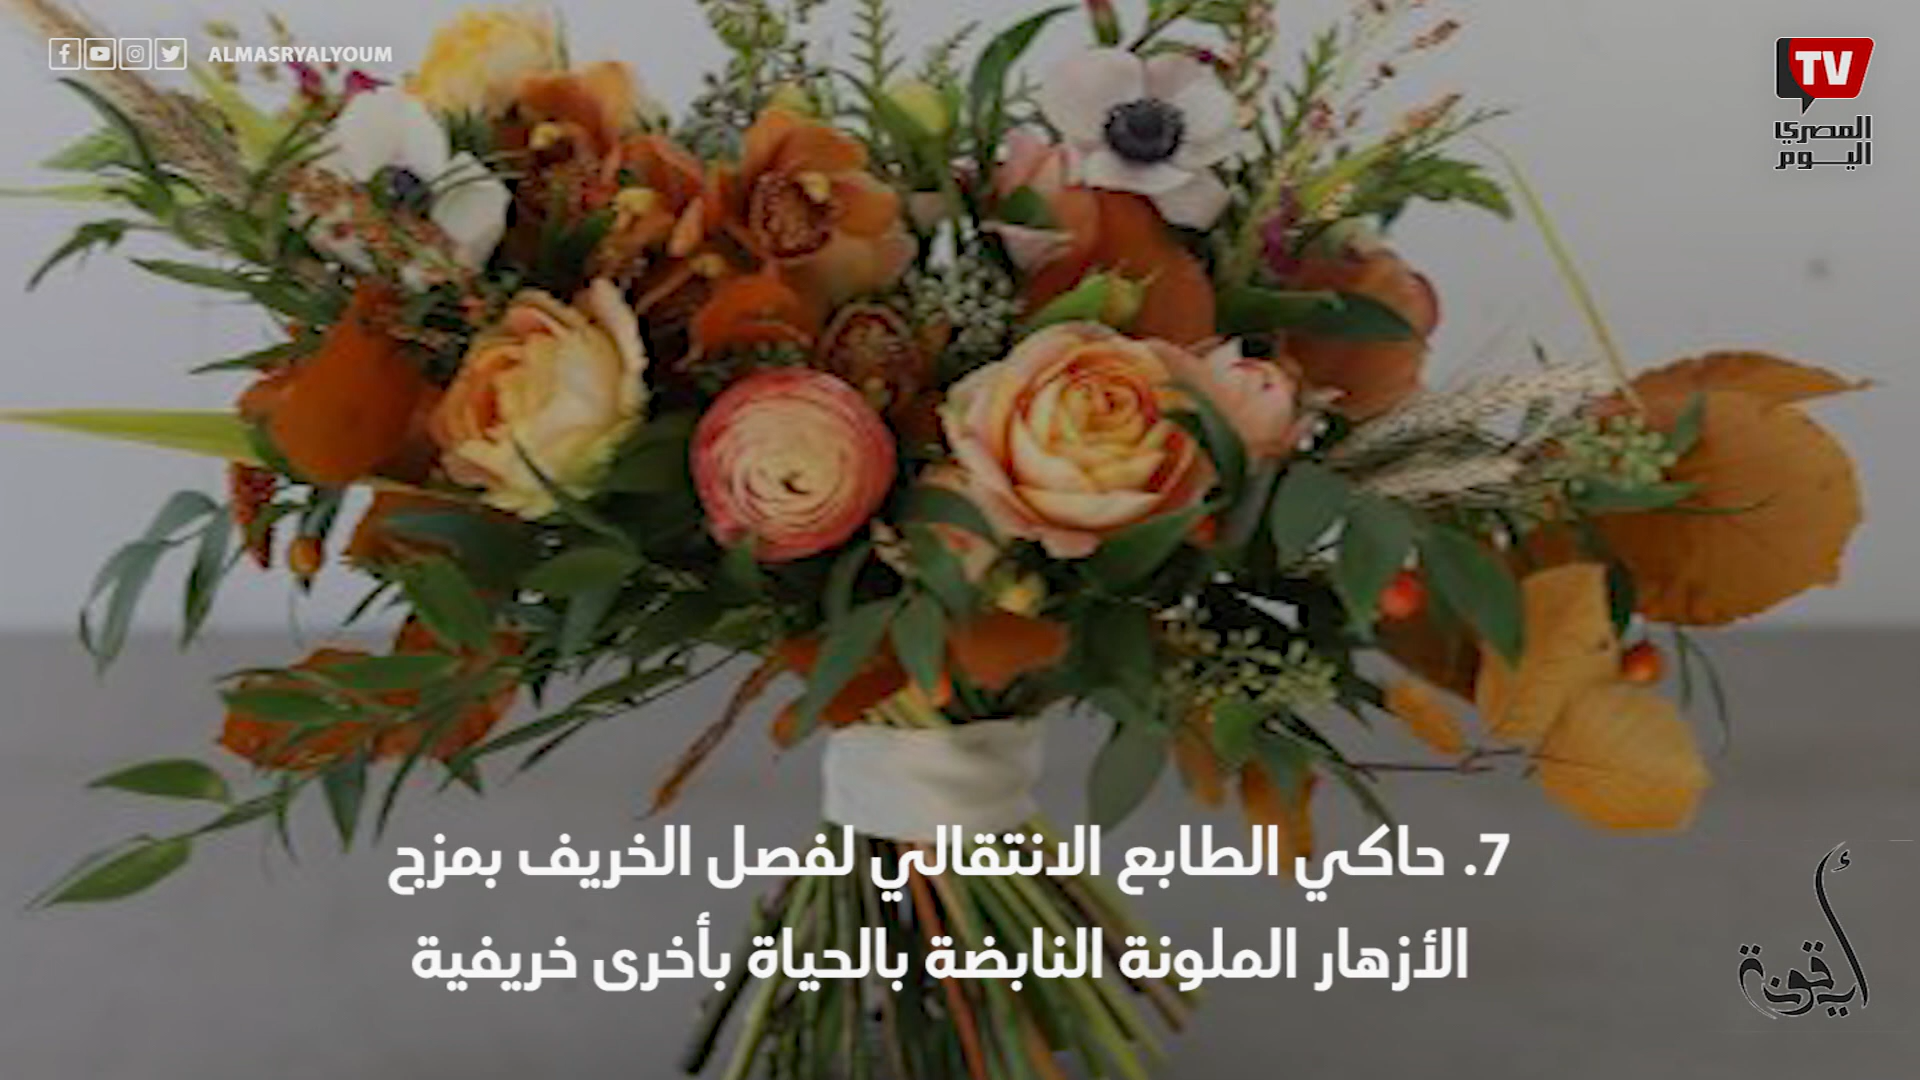 ALMASRYALYOUM
TV
المصري
اليوم
7. حاكي الطابع الانتقالي لفصل الخريف بمزج
الأزهار الملونة النابضة بالحياة بأخرى خريفية
أيقونة